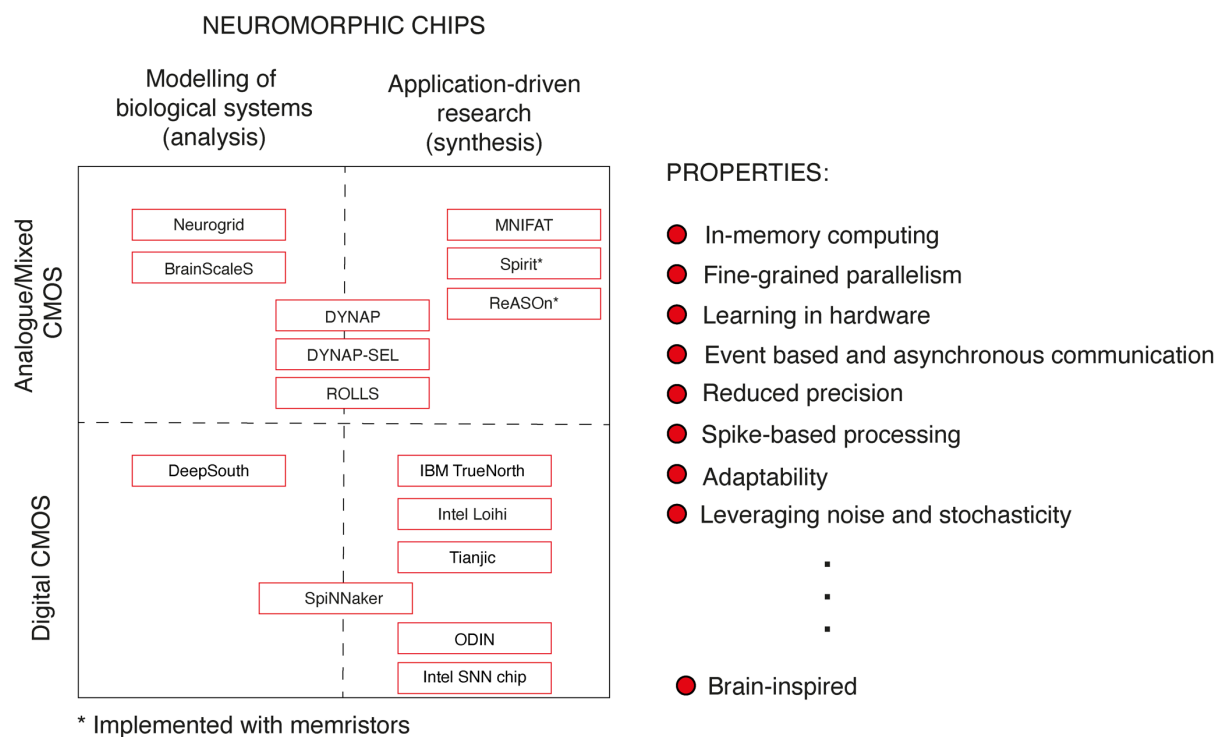 NEUROMORPHIC CHIPS
Modelling of
biological systems
(analysis)
Application-driven
research
(synthesis)
Analogue/Mixed
CMOS
Neurogrid
BrainScaleS
MNIFAT
Spirit*
ReASOn*
DYNAP
DYNAP-SEL
ROLLS
Digital CMOS
DeepSouth
IBM TrueNorth
Intel Loihi
Tianjic
SpiNNaker
ODIN
Intel SNN chip
* Implemented with memristors
PROPERTIES:
In-memory computing
Fine-grained parallelism
Learning in hardware
Event based and asynchronous communication
Reduced precision
Spike-based processing
Adaptability
Leveraging noise and stochasticity
.
.
.
Brain-inspired